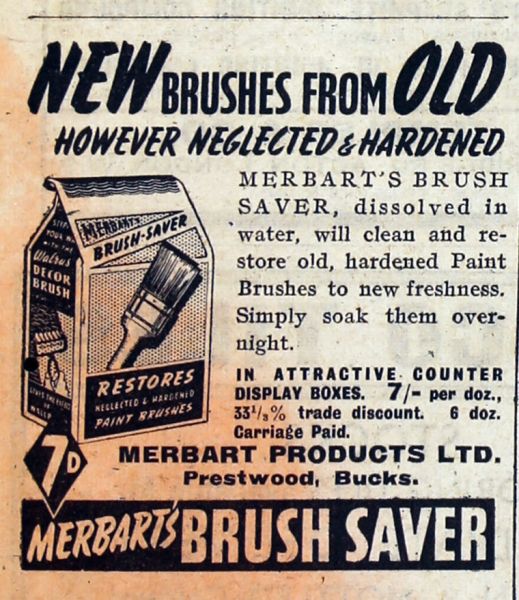 NEW BRUSHES FROM OLD
HOWEVER NEGLECTED & HARDENED
MERBART'S BRUSH
SAVER, dissolved in
water, will clean and re-
store old, hardened Paint
Brushes to new freshness.
Simply soak them over-
night.
IN ATTRACTIVE COUNTER
DISPLAY BOXES. 7/- per doz.,
33⅓% trade discount. 6 doz.
Carriage Paid.
MERBART'S
BRUSH-SAVER
RESTORES
NEGLECTED & HARDENED
PAINT BRUSHES
WITH THE
Walrus
DECOR
BRUSH
7D
MERBART PRODUCTS LTD.
Prestwood, Bucks.
MERBART'S BRUSH SAVER